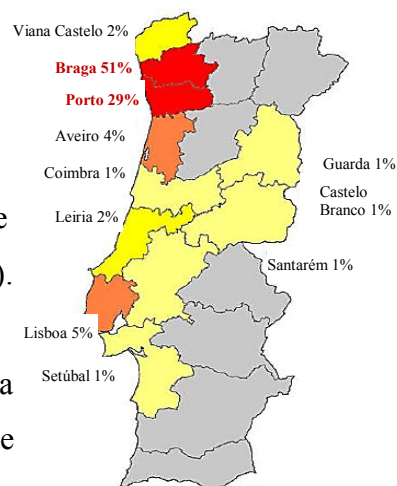 Viana Castelo 2%
Braga 51%
Porto 29%
Aveiro 4%
Coimbra 1%
Guarda 1%
Castelo
Branco 1%
Leiria 2%
e
).
Santarém 1%
Lisboa 5%
Setúbal 1%
a
e